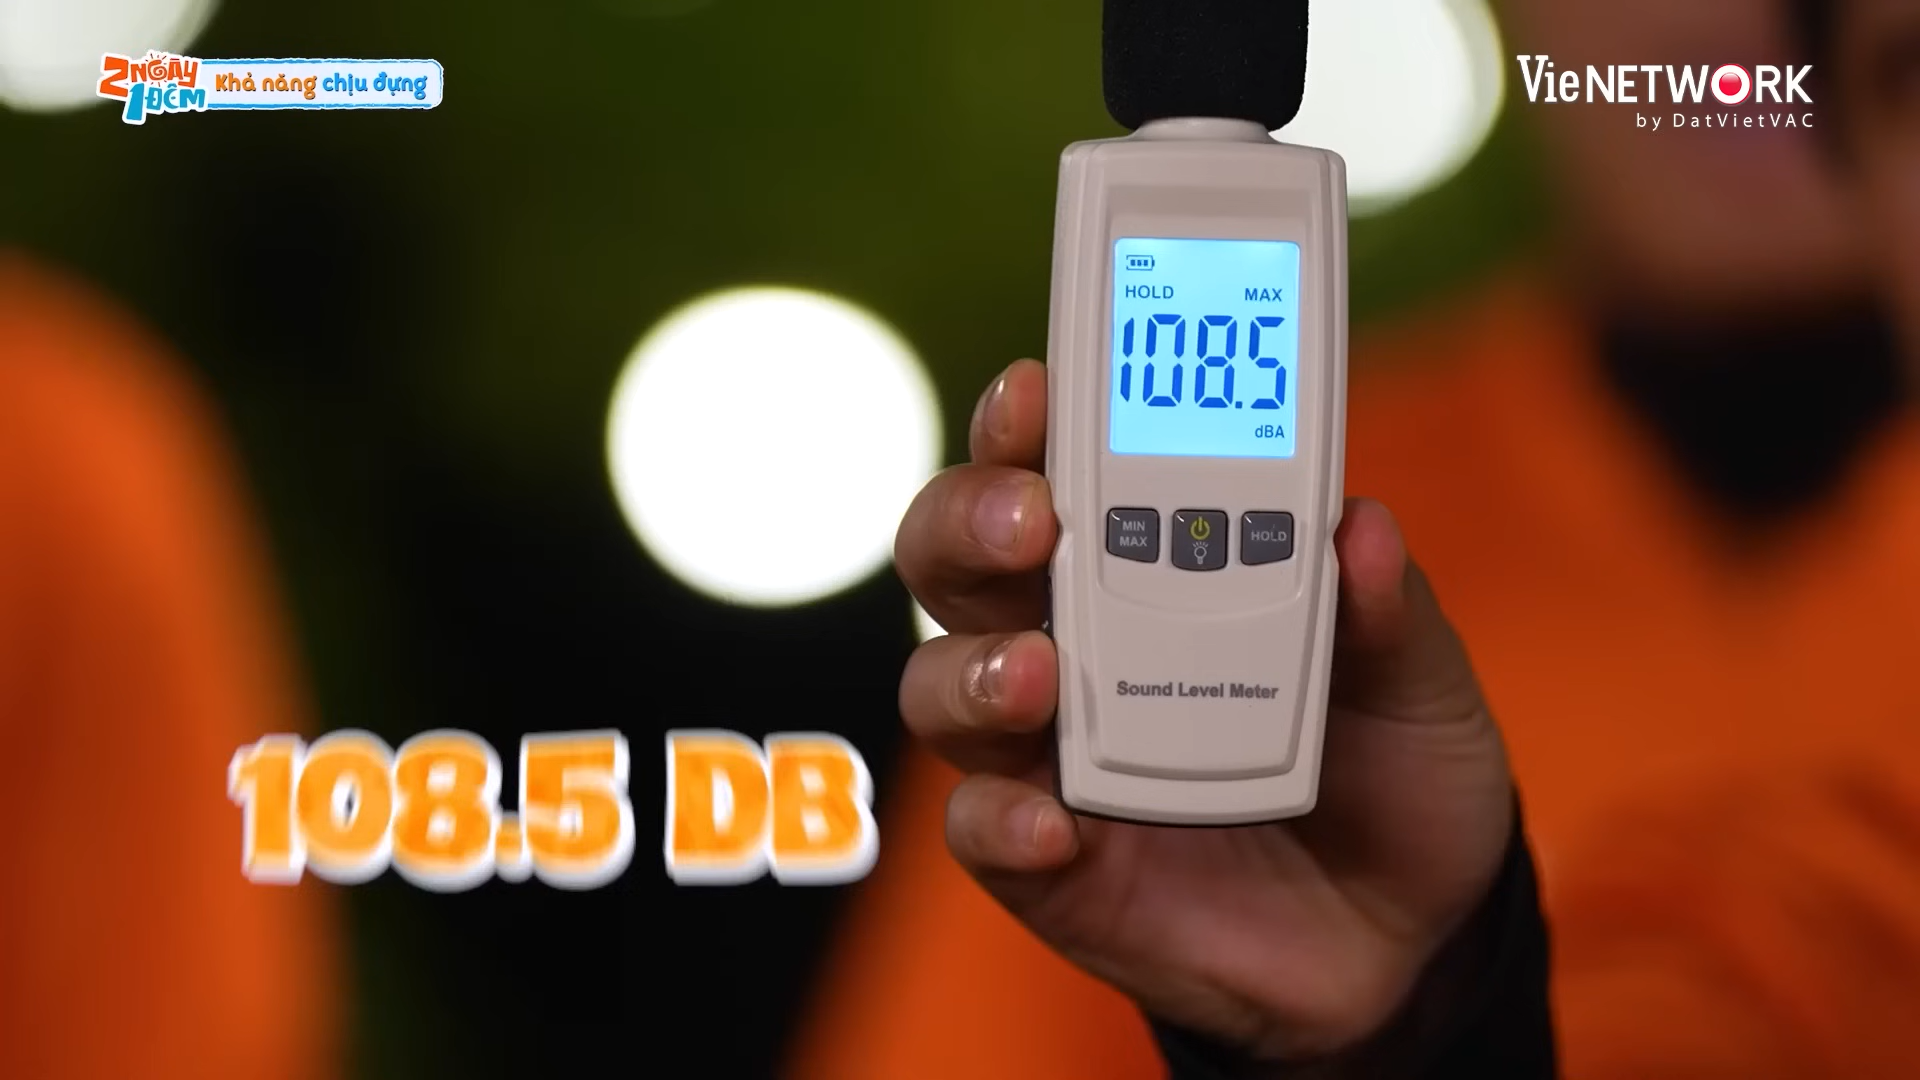 2 NGÀY
1 ĐÊM
Khả năng chịu đựng
VieNETWORK
by DatVietVAC
HOLD MAX
108.5
dBA
MIN
MAX
HOLD
Sound Level Meter
108.5 DB